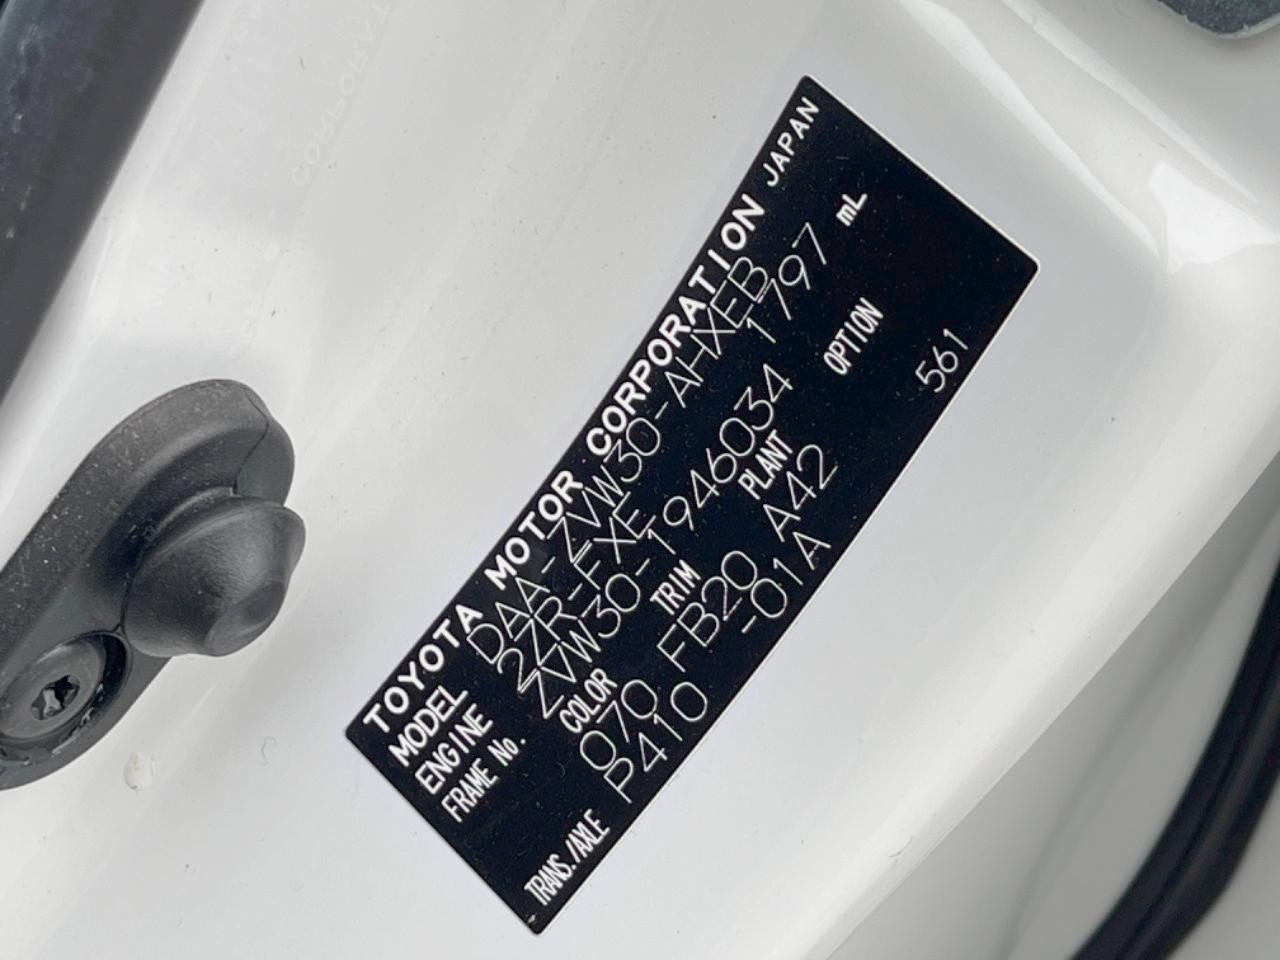 TOYOTA MOTOR CORPORATION JAPAN
MODEL DAA-ZVW30-AHXEB
ENGINE 2ZR-FXE 1797 mL
FRAME No. ZVW30-1946034
COLOR TRIM PLANT OPTION
070 FB20 A42 561
TRANS./AXLE P410 -01A